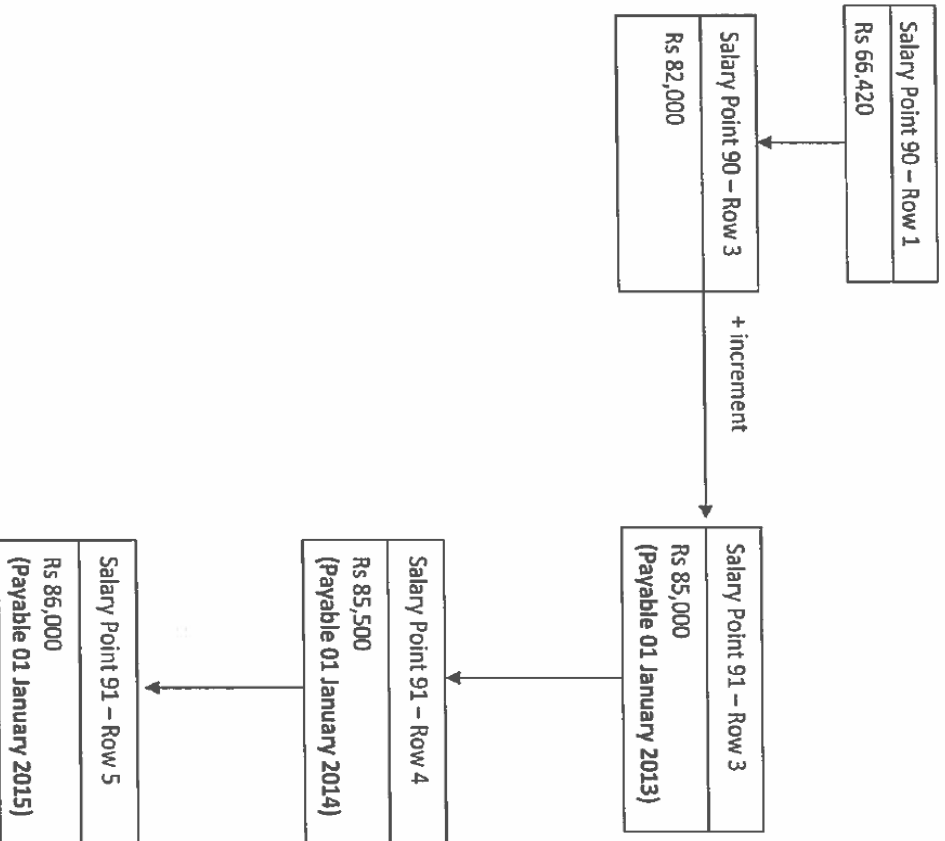 Salary Point 90 – Row 1
Rs 66,420
Salary Point 90 – Row 3
Rs 82,000
+ increment
Salary Point 91 – Row 3
Rs 85,000
(Payable 01 January 2013)
Salary Point 91 – Row 4
Rs 85,500
(Payable 01 January 2014)
Salary Point 91 – Row 5
Rs 86,000
(Payable 01 January 2015)